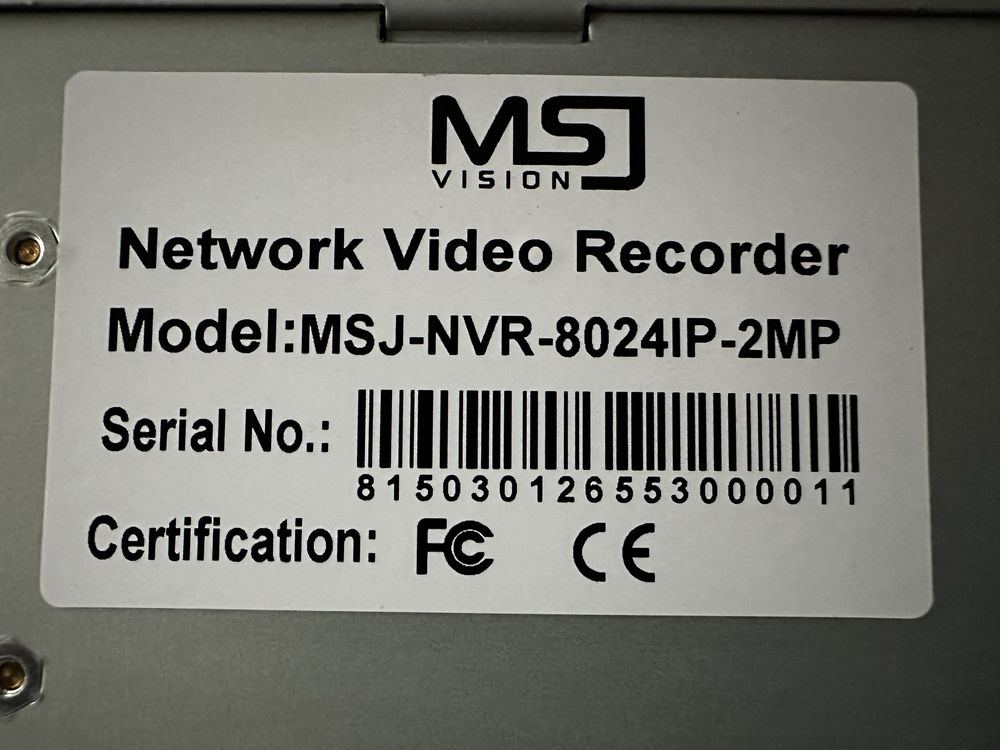 MSJ
VISION
Network Video Recorder
Model:MSJ-NVR-8024IP-2MP
Serial No.:
815030126553000011
Certification: FC CE